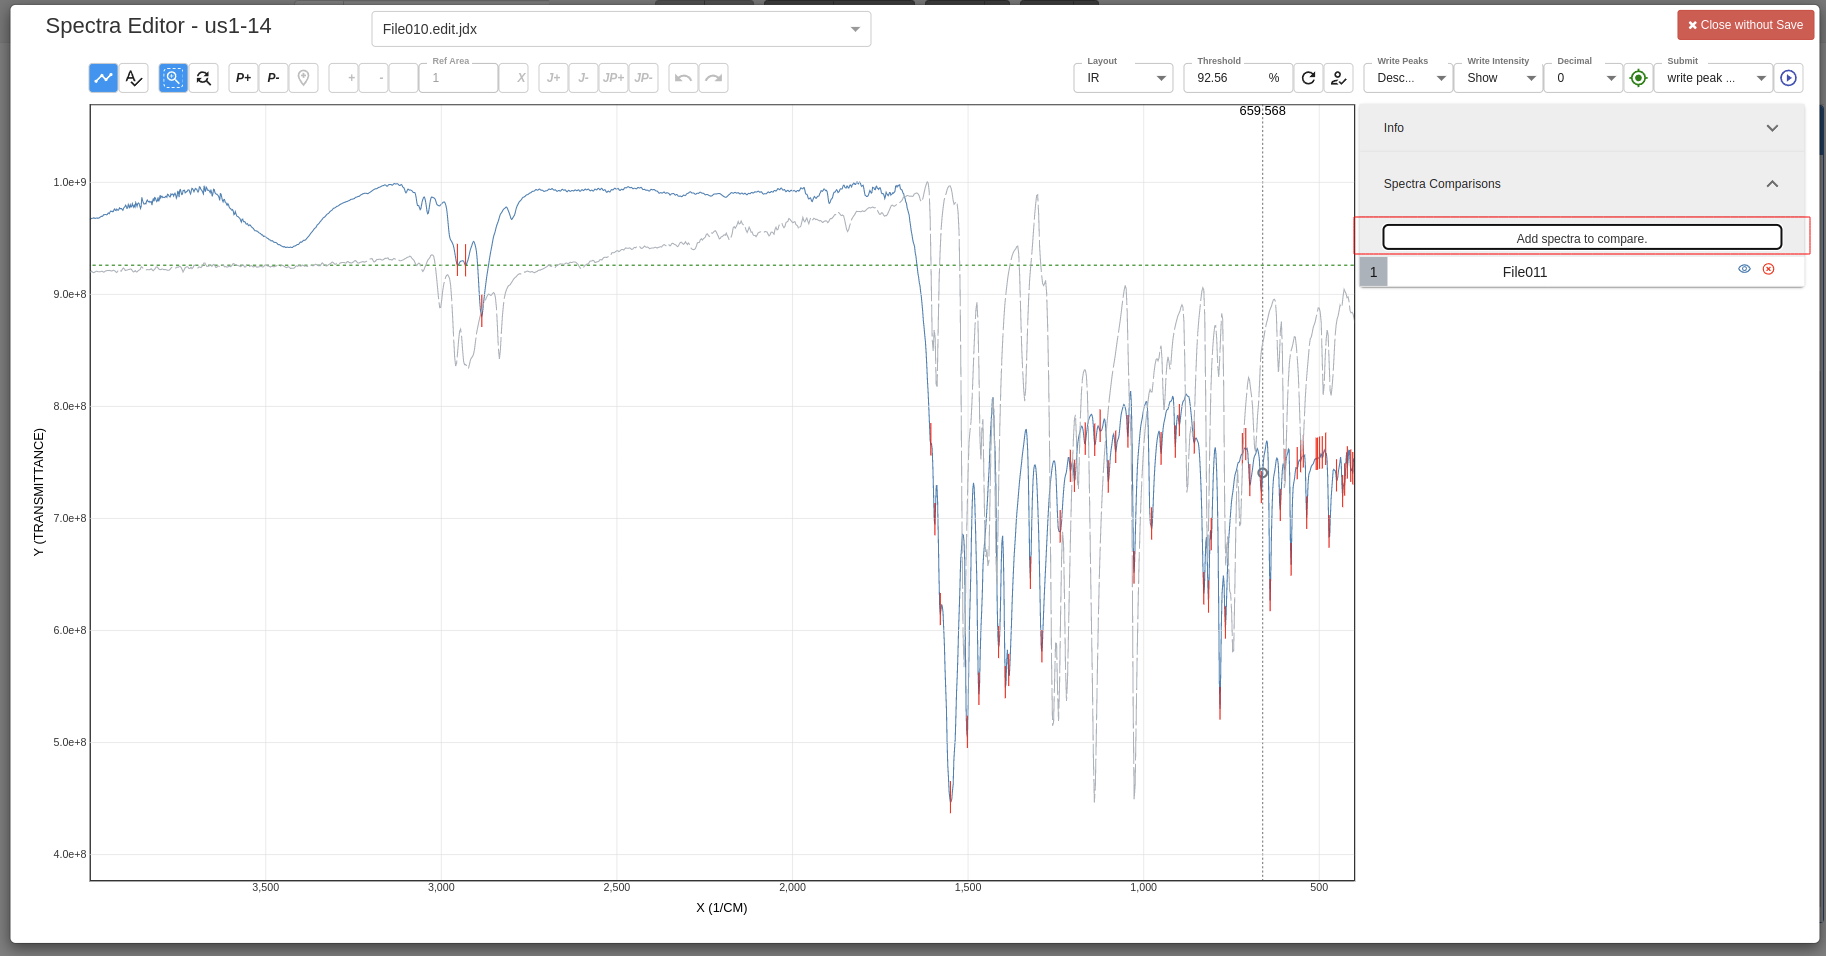 Spectra Editor - us1-14
File010.edit.jdx
✖ Close without Save
P+ P- + - Ref Area 1 X J+ J- JP+ JP-
Layout Threshold Write Peaks Write Intensity Decimal Submit
IR 92.56 % Desc... Show 0 write peak ...
659.568
Info
Spectra Comparisons
Add spectra to compare.
1 File011
1.0e+9
9.0e+8
8.0e+8
7.0e+8
6.0e+8
5.0e+8
4.0e+8
Y (TRANSMITTANCE)
3,500 3,000 2,500 2,000 1,500 1,000 500
X (1/CM)